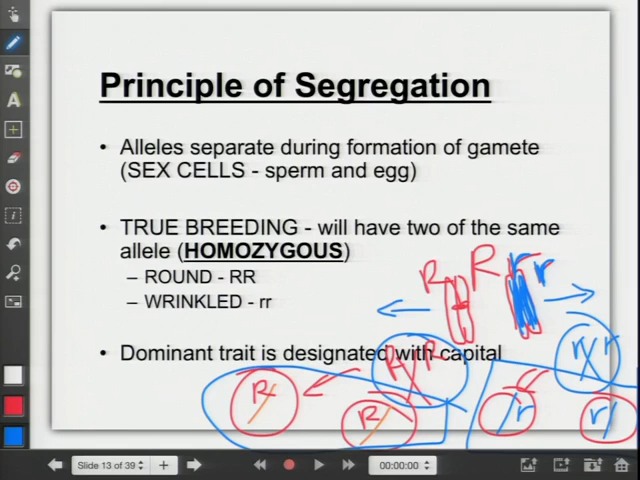 Principle of Segregation
• Alleles separate during formation of gamete
(SEX CELLS - sperm and egg)
• TRUE BREEDING - will have two of the same
allele (HOMOZYGOUS)
– ROUND - RR
– WRINKLED - rr
R R r r
• Dominant trait is designated with capital
R R r r
R R r r
Slide 13 of 39
00:00:00
A